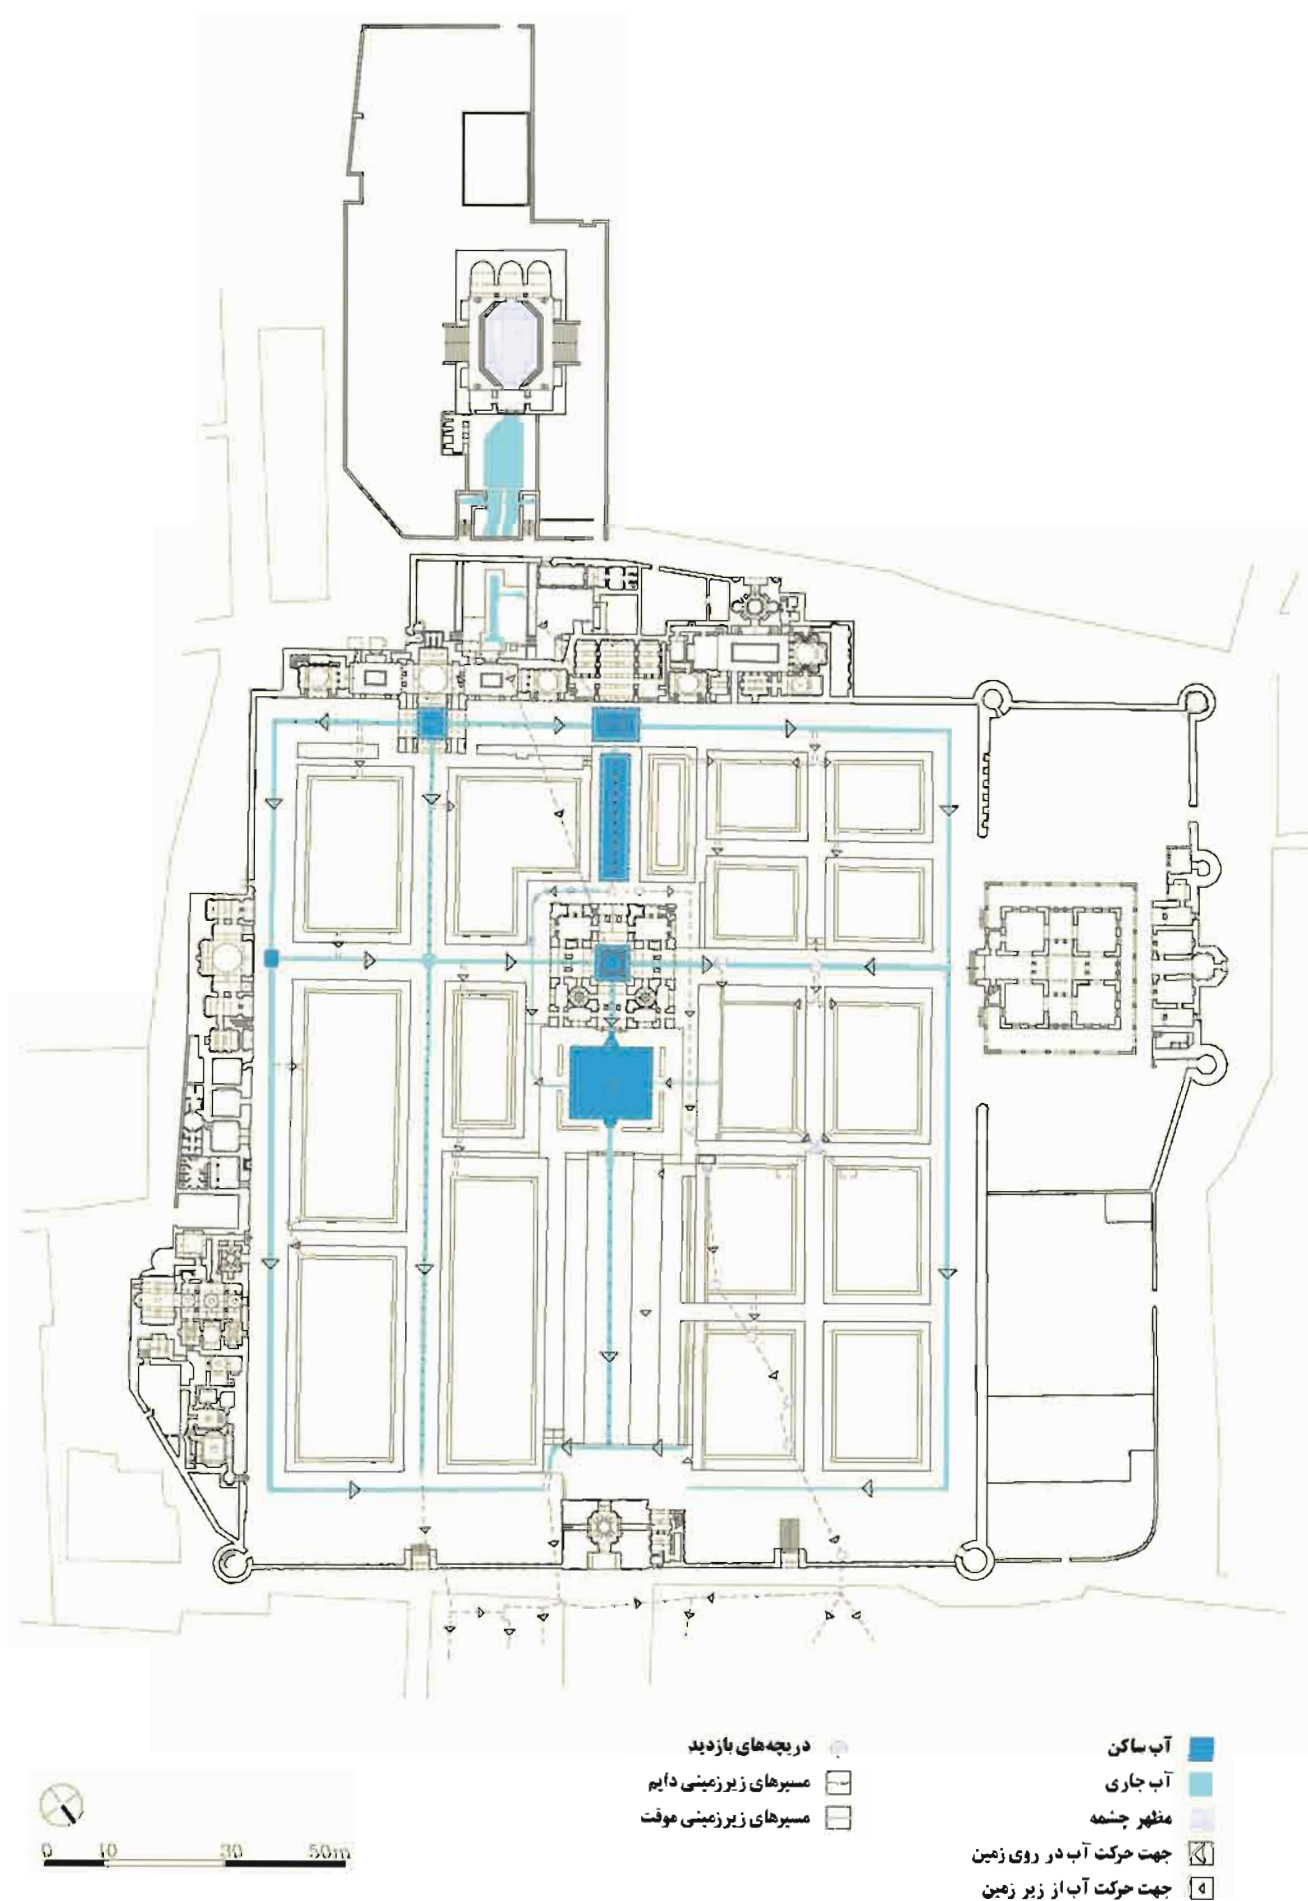 آب ساکن
آب جاری
مظهر چشمه
جهت حرکت آب در روی زمین
جهت حرکت آب از زیر زمین
دریچه‌های بازدید
مسیرهای زیرزمینی دایم
مسیرهای زیرزمینی موقت
0 10 30 50m